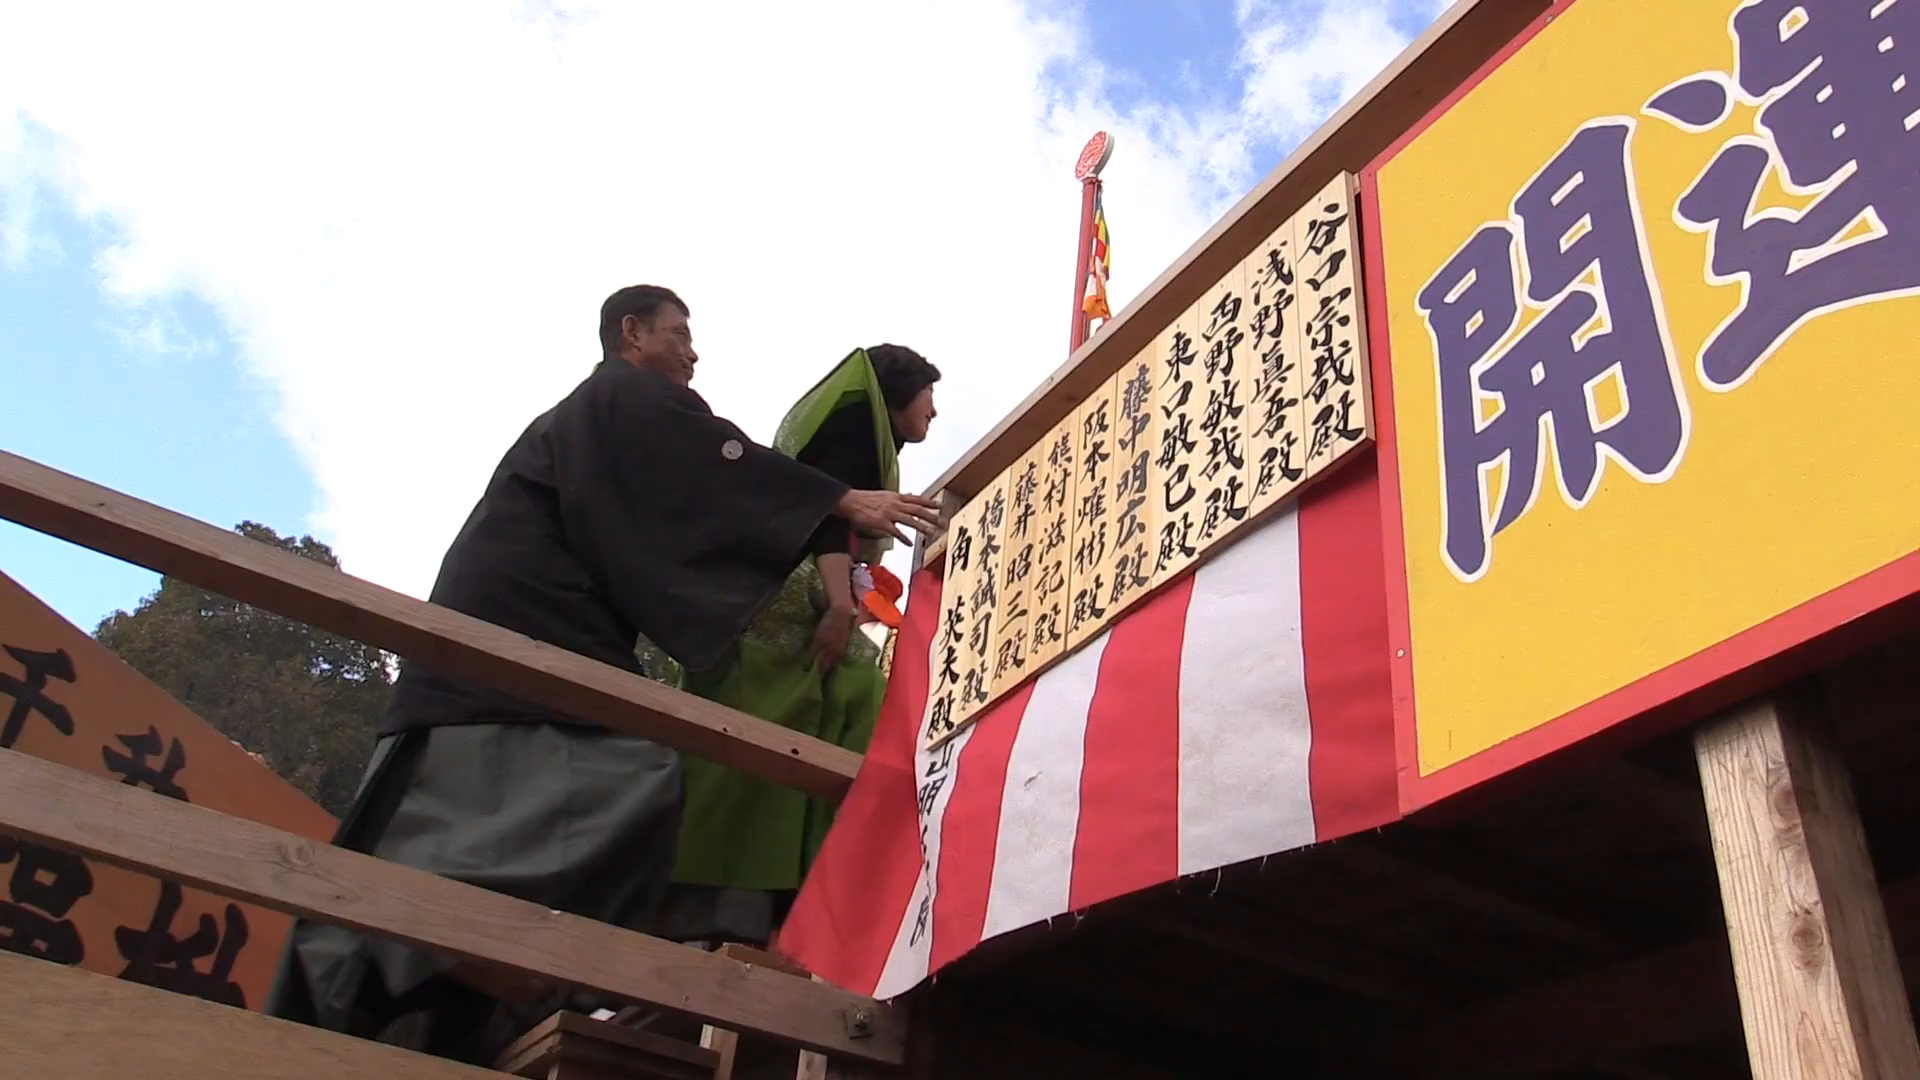 開運
谷口宗哉殿
浅野眞吾殿
西野敏哉殿
東口敏巳殿
藤中明広殿
阪本燿彬殿
熊村滋記殿
藤井昭三殿
橋本誠司殿
角英夫殿
千